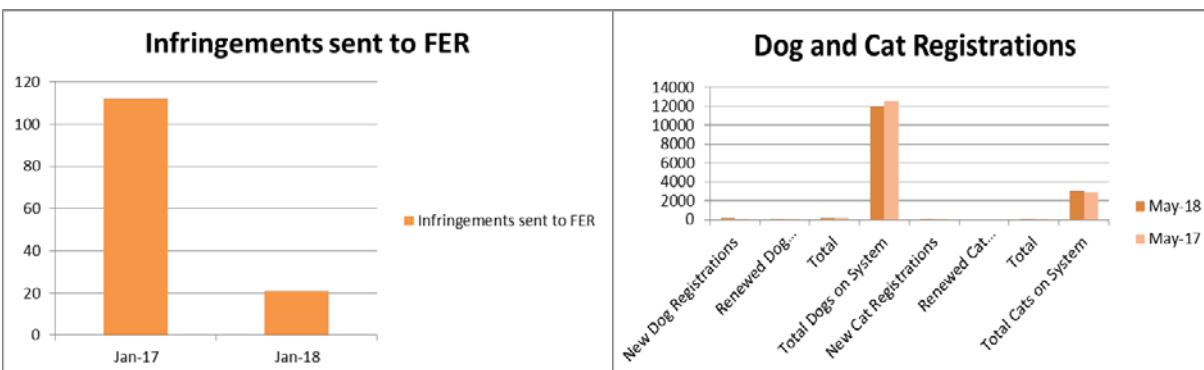 Infringements sent to FER
120
100
80
60
40
20
0
Jan-17
Jan-18
Infringements sent to FER
Dog and Cat Registrations
14000
12000
10000
8000
6000
4000
2000
0
New Dog Registrations
Renewed Dog...
Total
Total Dogs on System
New Cat Registrations
Renewed Cat...
Total
Total Cats on System
May-18
May-17